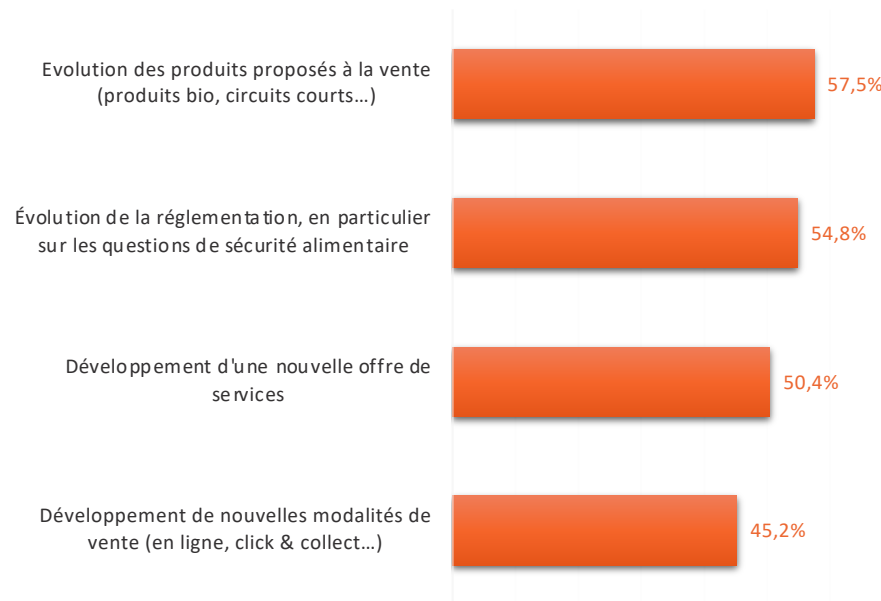 Evolution des produits proposés à la vente
(produits bio, circuits courts…)
57,5%
Évolution de la réglementation, en particulier
sur les questions de sécurité alimentaire
54,8%
Développement d'une nouvelle offre de
services
50,4%
Développement de nouvelles modalités de
vente (en ligne, click & collect…)
45,2%